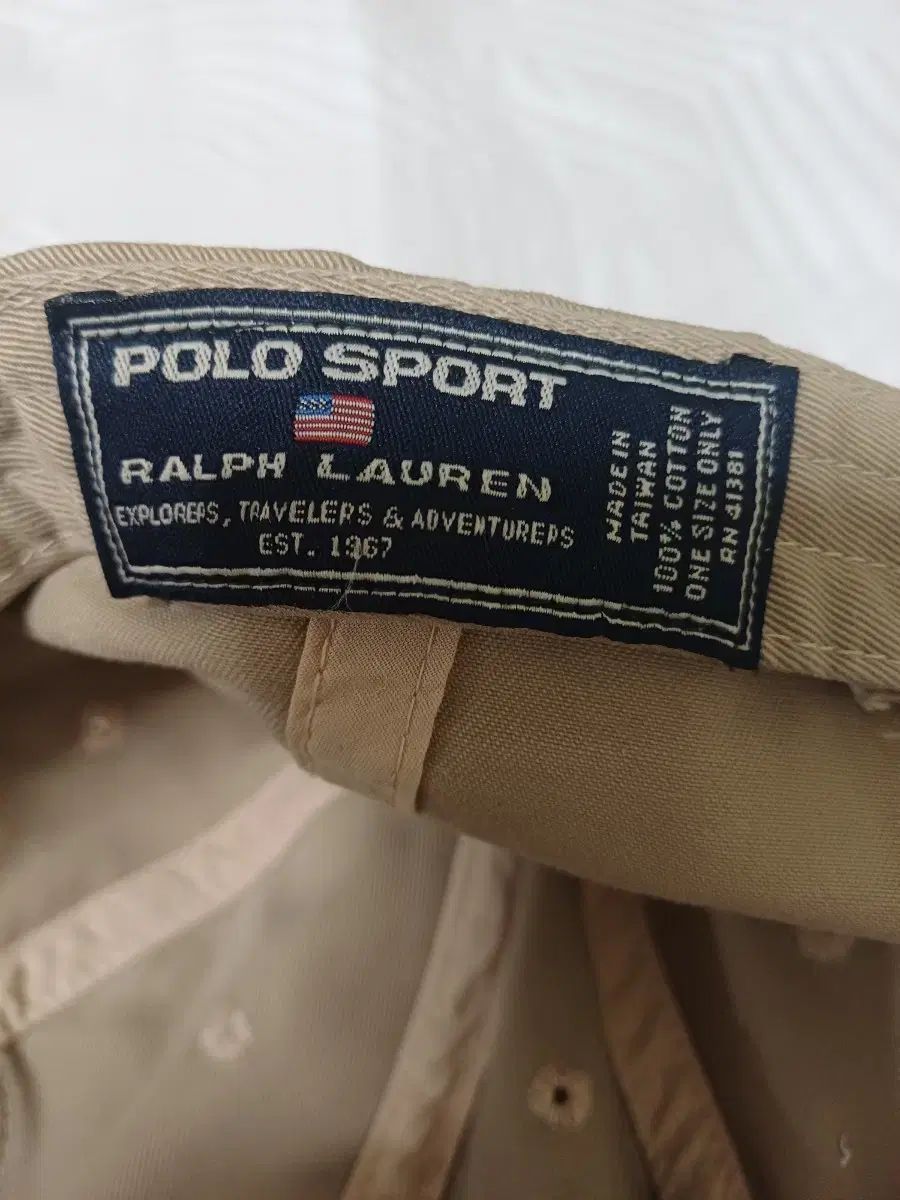 POLO SPORT
RALPH LAUREN
EXPLORERS, TRAVELERS & ADVENTURERS
EST. 1967
MADE IN
TAIWAN
100% COTTON
ONE SIZE ONLY
RN 41381